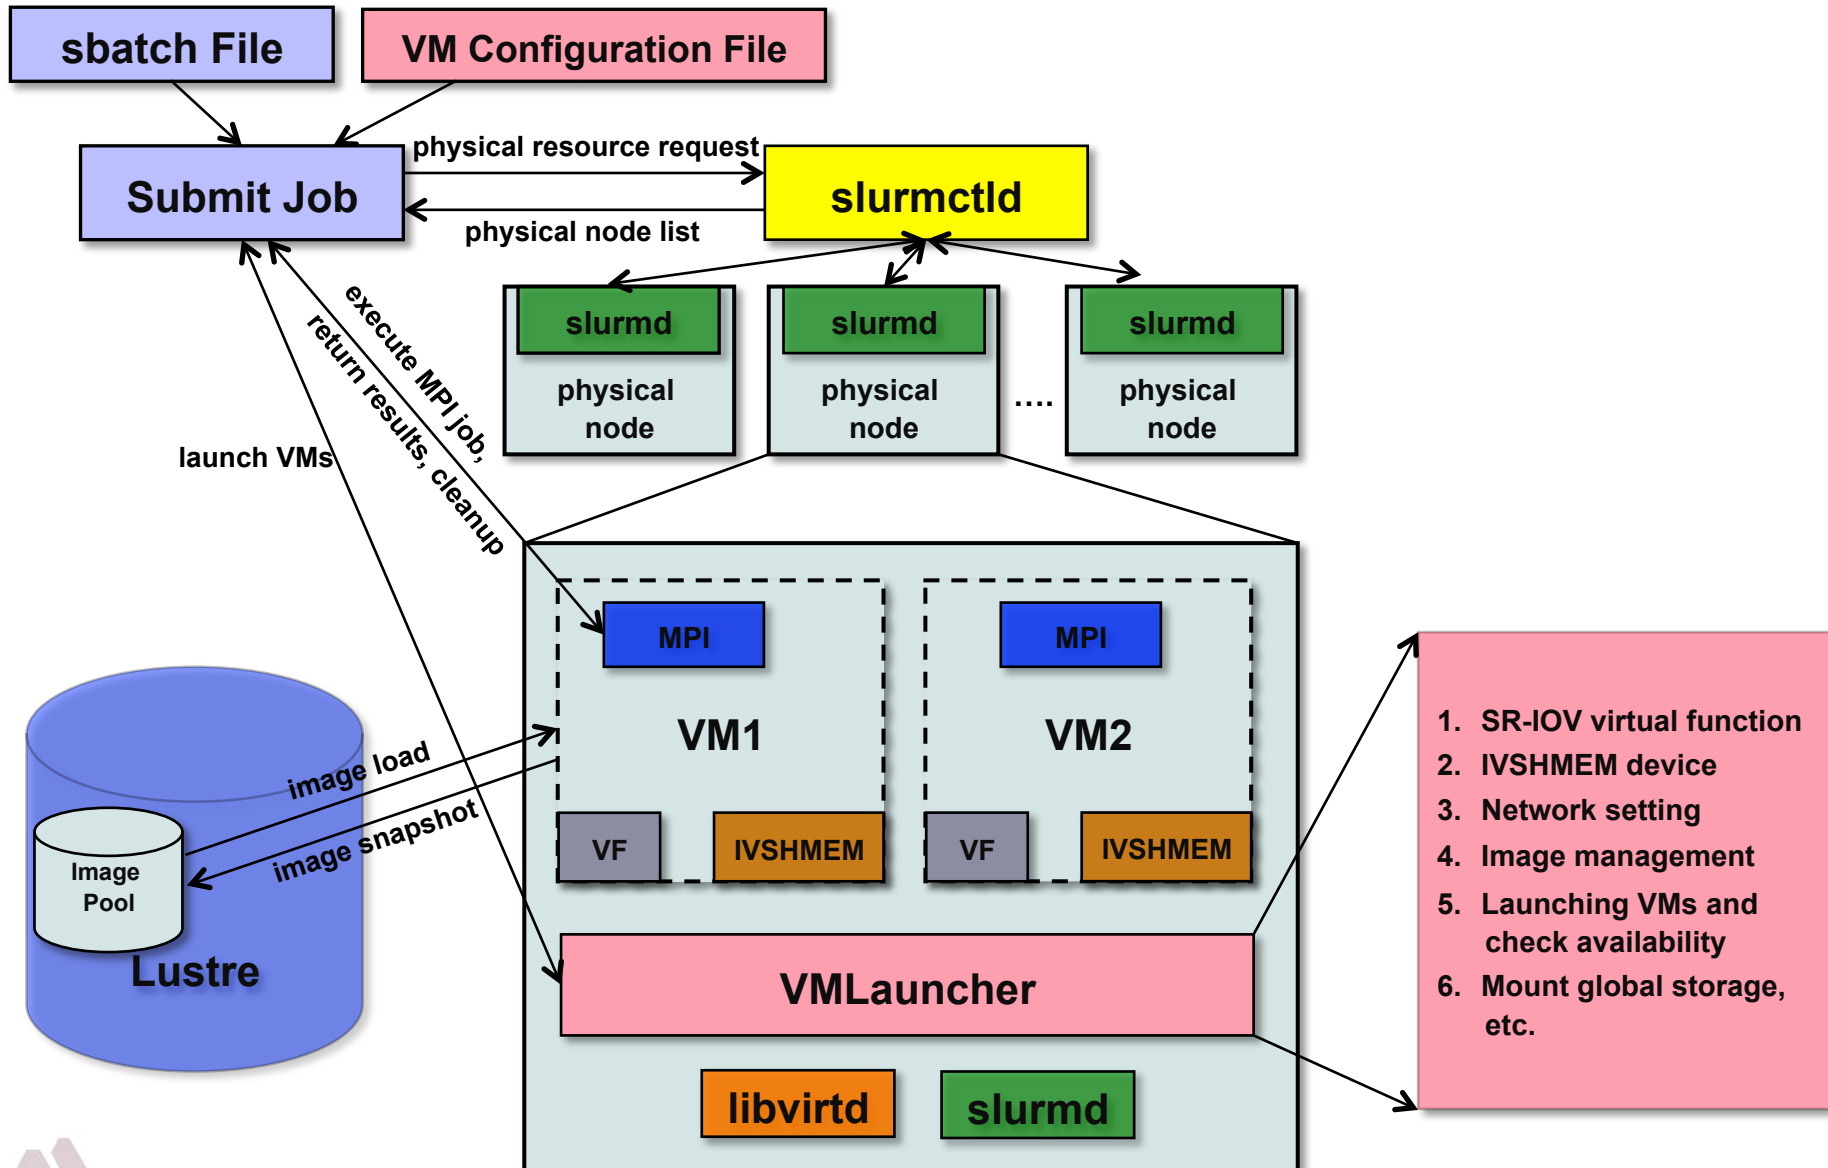 sbatch File
VM Configuration File
Submit Job
physical resource request
physical node list
slurmctld
slurmd
physical
node
slurmd
physical
node
....
slurmd
physical
node
execute MPI job,
return results, cleanup
launch VMs
MPI
VM1
VF
IVSHMEM
MPI
VM2
VF
IVSHMEM
image load
image snapshot
Image
Pool
Lustre
VMLauncher
libvirtd
slurmd
1. SR-IOV virtual function
2. IVSHMEM device
3. Network setting
4. Image management
5. Launching VMs and
check availability
6. Mount global storage,
etc.